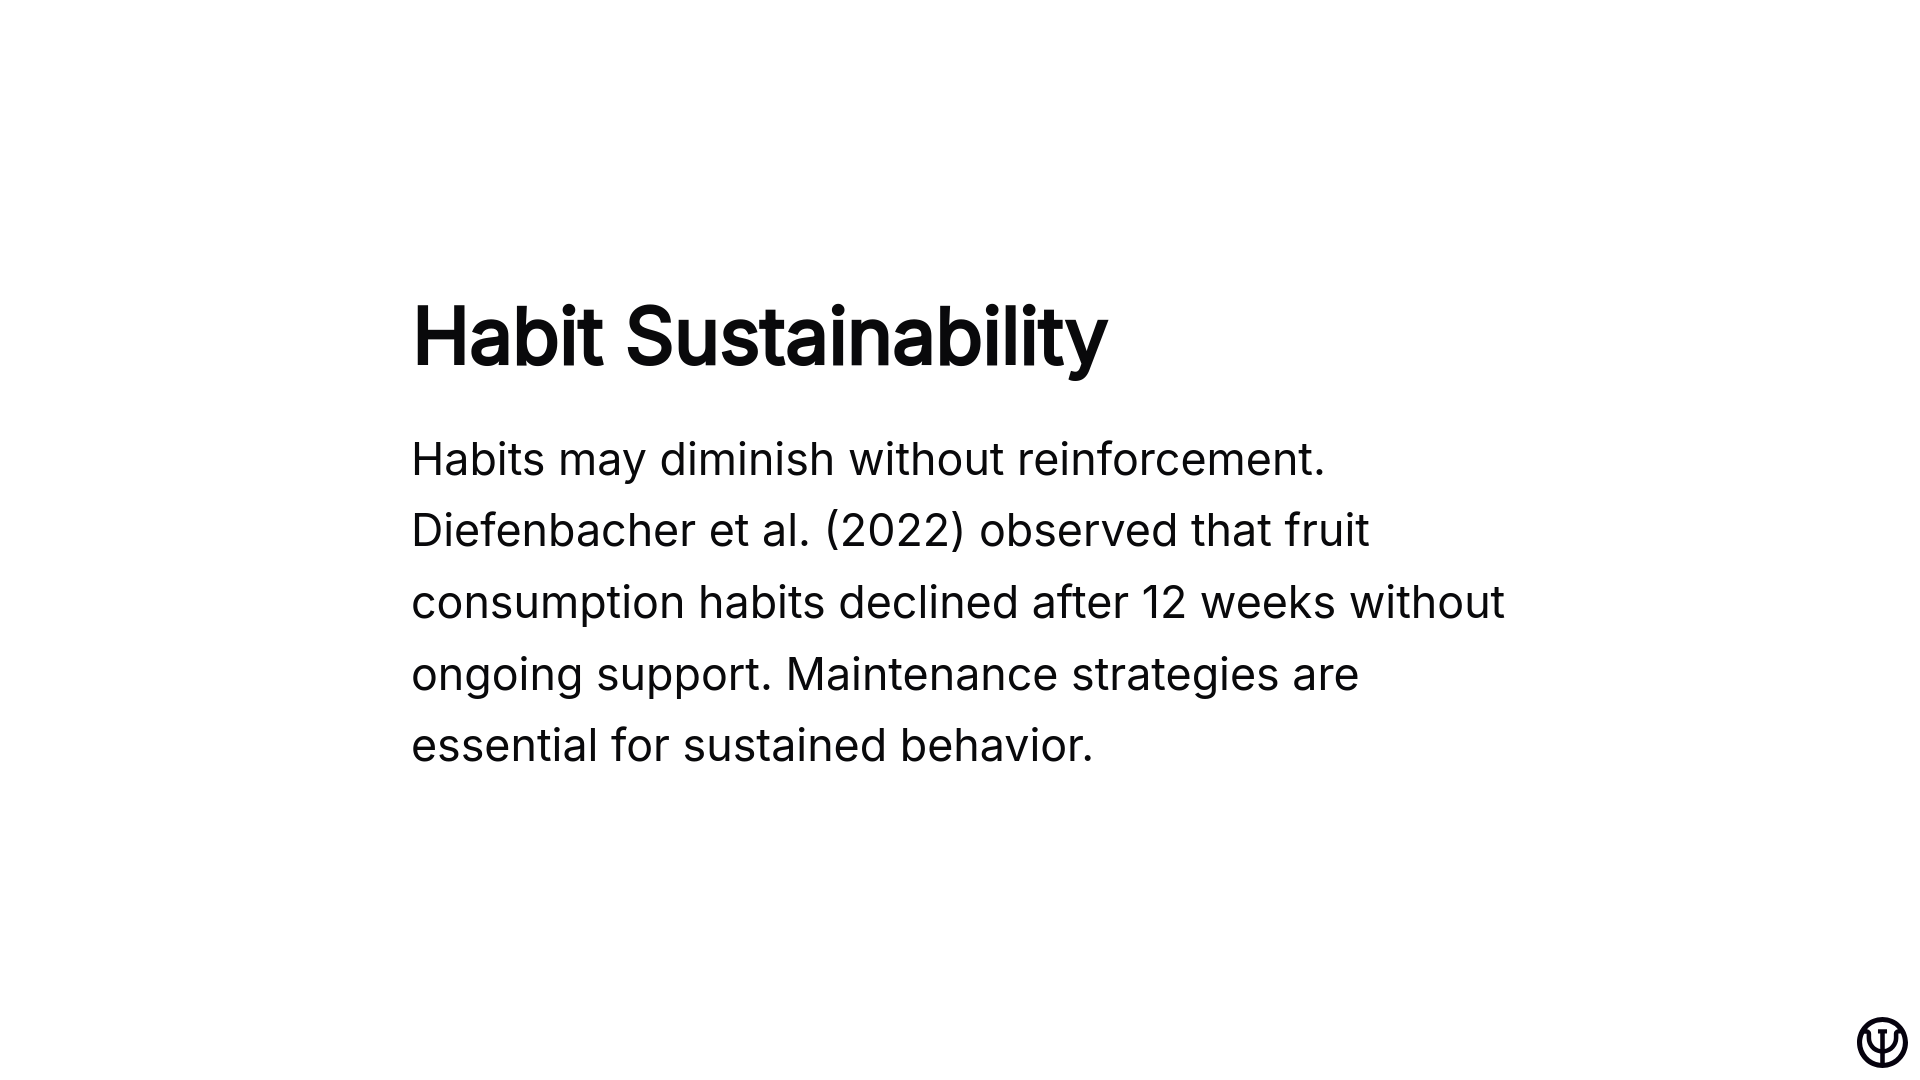 Habit Sustainability
Habits may diminish without reinforcement.
Diefenbacher et al. (2022) observed that fruit
consumption habits declined after 12 weeks without
ongoing support. Maintenance strategies are
essential for sustained behavior.